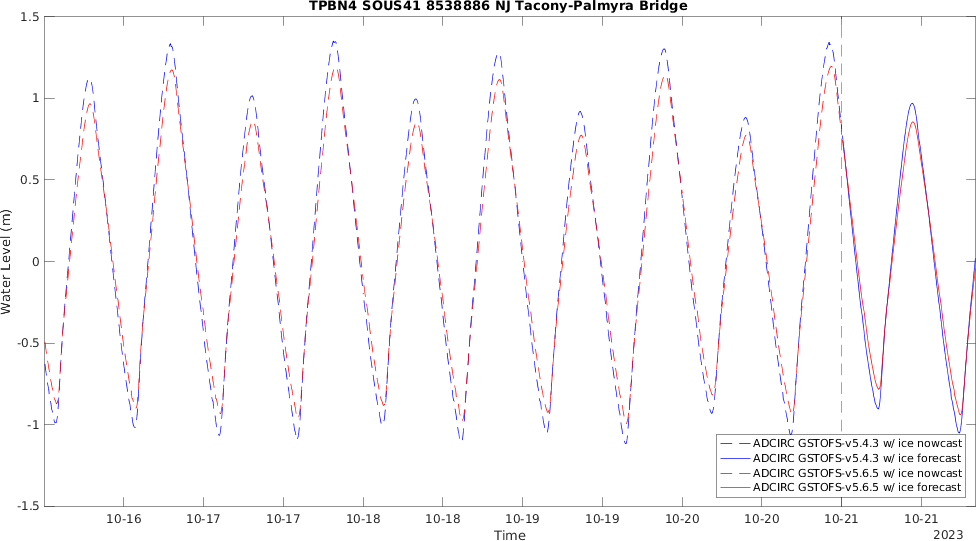 TPBN4 SOUS41 8538886 NJ Tacony-Palmyra Bridge
1.5
1
0.5
0
-0.5
-1
-1.5
Water Level (m)
10-16
10-17
10-17
10-18
10-18
10-19
10-19
10-20
10-20
10-21
10-21
Time
2023
ADCIRC GSTOFS-v5.4.3 w/ ice nowcast
ADCIRC GSTOFS-v5.4.3 w/ ice forecast
ADCIRC GSTOFS-v5.6.5 w/ ice nowcast
ADCIRC GSTOFS-v5.6.5 w/ ice forecast